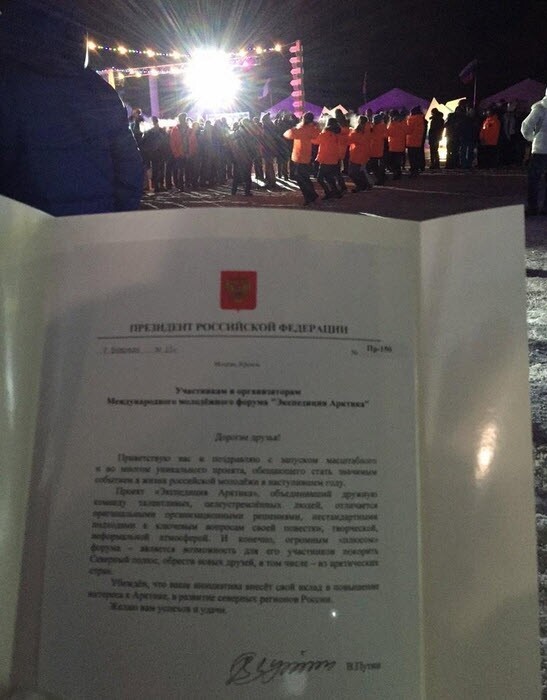 ПРЕЗИДЕНТ РОССИЙСКОЙ ФЕДЕРАЦИИ
№ Пр-196
Москва, Кремль
Участникам и организаторам
Международного молодёжного форума "Экспедиция Арктика"
Дорогие друзья!
Приветствую вас и поздравляю с запуском масштабного
и во многом уникального проекта, обещающего стать значимым
событием в жизни российской молодёжи в наступившем году.
Проект «Экспедиция Арктика», объединивший дружную
команду талантливых, целеустремлённых людей, отличается
оригинальными организационными решениями, нестандартными
подходами к ключевым вопросам своей повестки, творческой,
неформальной атмосферой. И конечно, огромным «плюсом»
форума – является возможность для его участников покорить
Северный полюс, обрести новых друзей, в том числе – из арктических
стран.
Убеждён, что ваша инициатива внесёт свой вклад в повышение
интереса к Арктике, в развитие северных регионов России.
Желаю вам успехов и удачи.
В.Путин